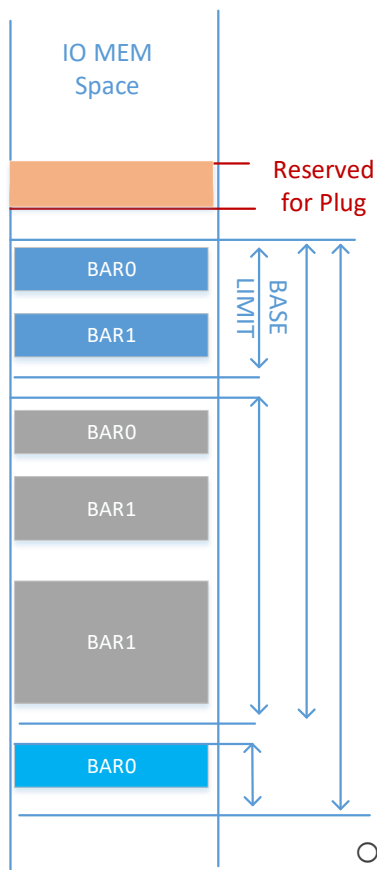 IO MEM
Space
Reserved
for Plug
BAR0
BASE
LIMIT
BAR1
BAR0
BAR1
BAR1
BAR0